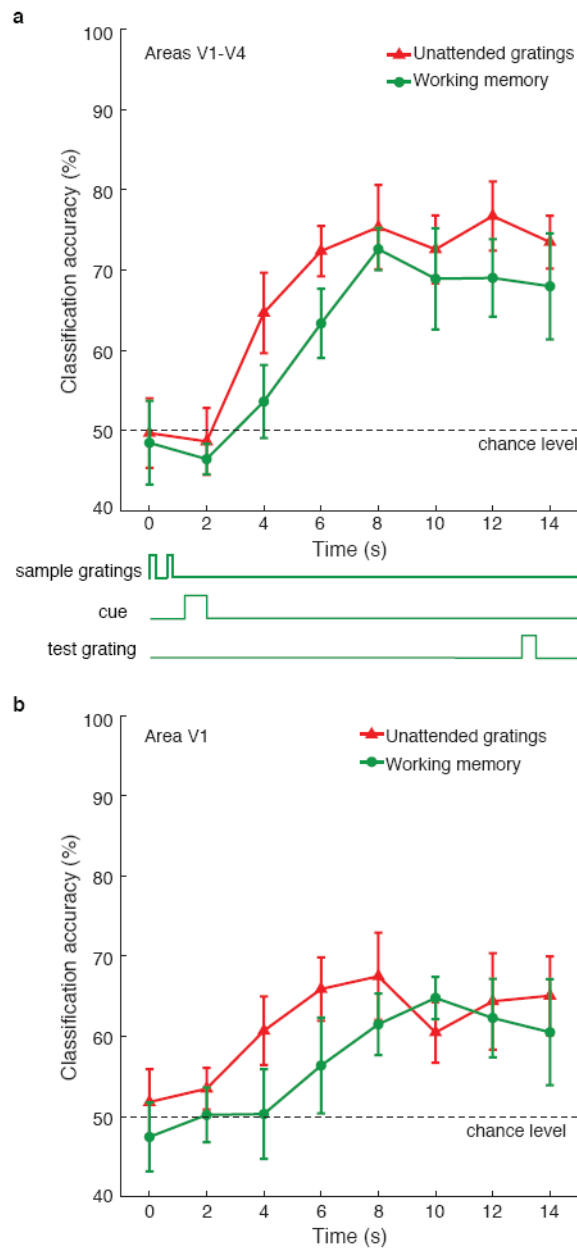 a
Areas V1-V4
Unattended gratings
Working memory
Classification accuracy (%)
100
90
80
70
60
50
40
chance level
0 2 4 6 8 10 12 14
Time (s)
sample gratings
cue
test grating
b
Area V1
Unattended gratings
Working memory
Classification accuracy (%)
100
90
80
70
60
50
40
chance level
0 2 4 6 8 10 12 14
Time (s)